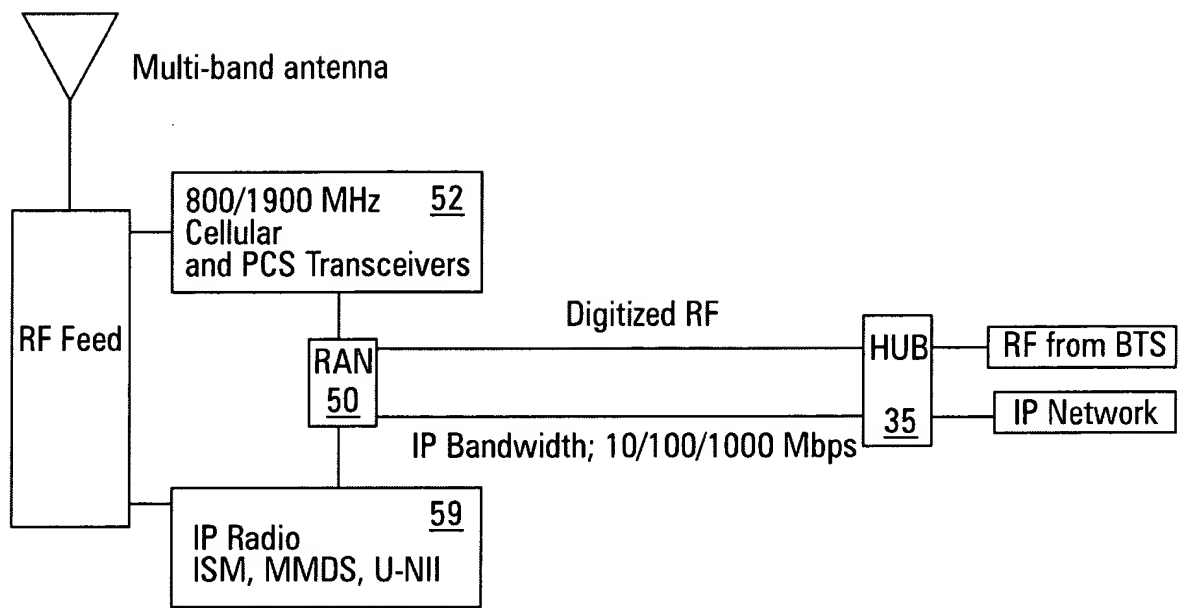 Multi-band antenna
800/1900 MHz 52
Cellular
and PCS Transceivers
RF Feed
Digitized RF
RAN
50
HUB
35
RF from BTS
IP Network
IP Bandwidth; 10/100/1000 Mbps
59
IP Radio
ISM, MMDS, U-NII